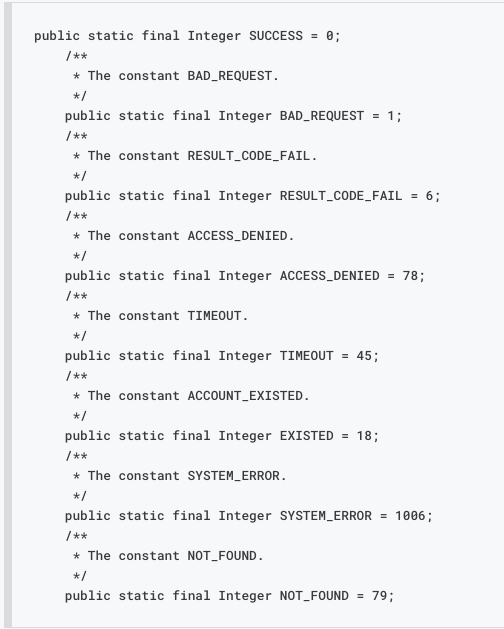 public static final Integer SUCCESS = 0;
/**
* The constant BAD_REQUEST.
*/
public static final Integer BAD_REQUEST = 1;
/**
* The constant RESULT_CODE_FAIL.
*/
public static final Integer RESULT_CODE_FAIL = 6;
/**
* The constant ACCESS_DENIED.
*/
public static final Integer ACCESS_DENIED = 78;
/**
* The constant TIMEOUT.
*/
public static final Integer TIMEOUT = 45;
/**
* The constant ACCOUNT_EXISTED.
*/
public static final Integer EXISTED = 18;
/**
* The constant SYSTEM_ERROR.
*/
public static final Integer SYSTEM_ERROR = 1006;
/**
* The constant NOT_FOUND.
*/
public static final Integer NOT_FOUND = 79;